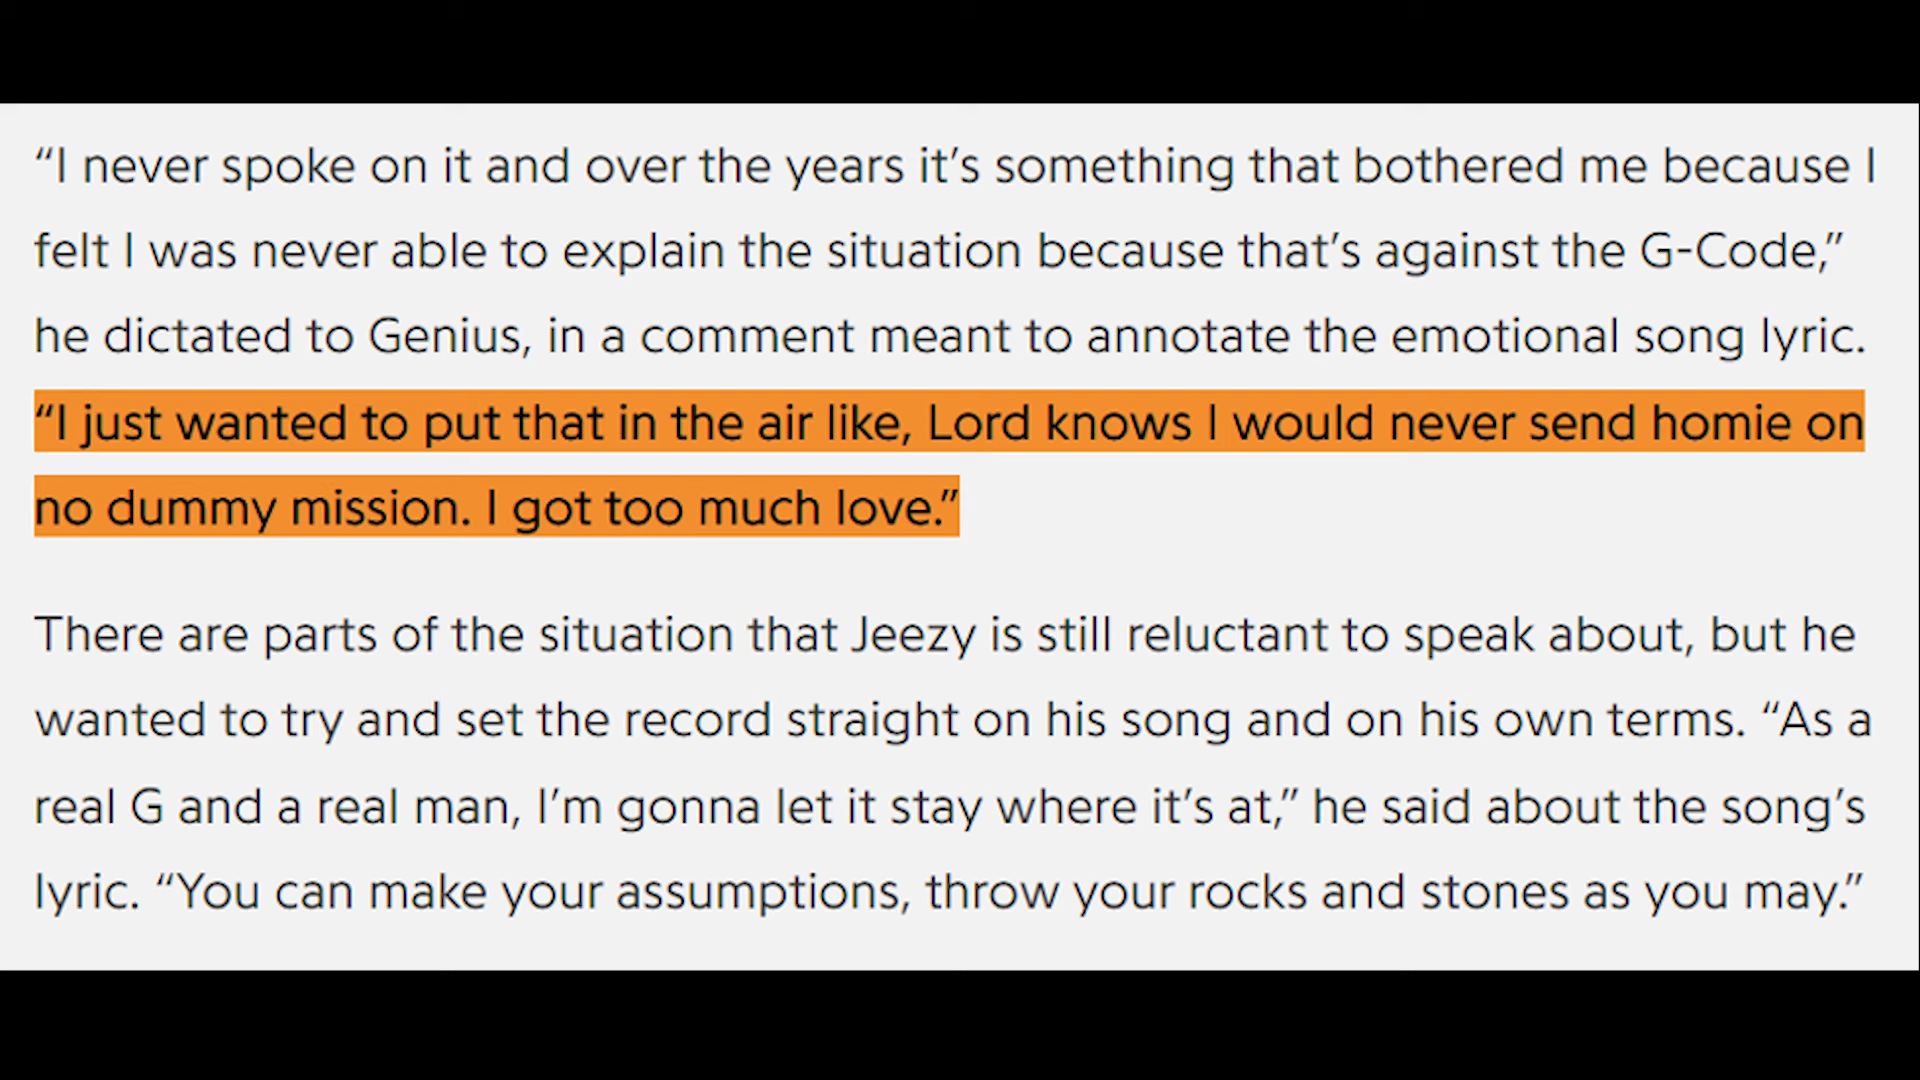 “I never spoke on it and over the years it’s something that bothered me because I
felt I was never able to explain the situation because that’s against the G-Code,”
he dictated to Genius, in a comment meant to annotate the emotional song lyric.
“I just wanted to put that in the air like, Lord knows I would never send homie on
no dummy mission. I got too much love.”
There are parts of the situation that Jeezy is still reluctant to speak about, but he
wanted to try and set the record straight on his song and on his own terms. “As a
real G and a real man, I’m gonna let it stay where it’s at,” he said about the song’s
lyric. “You can make your assumptions, throw your rocks and stones as you may.”